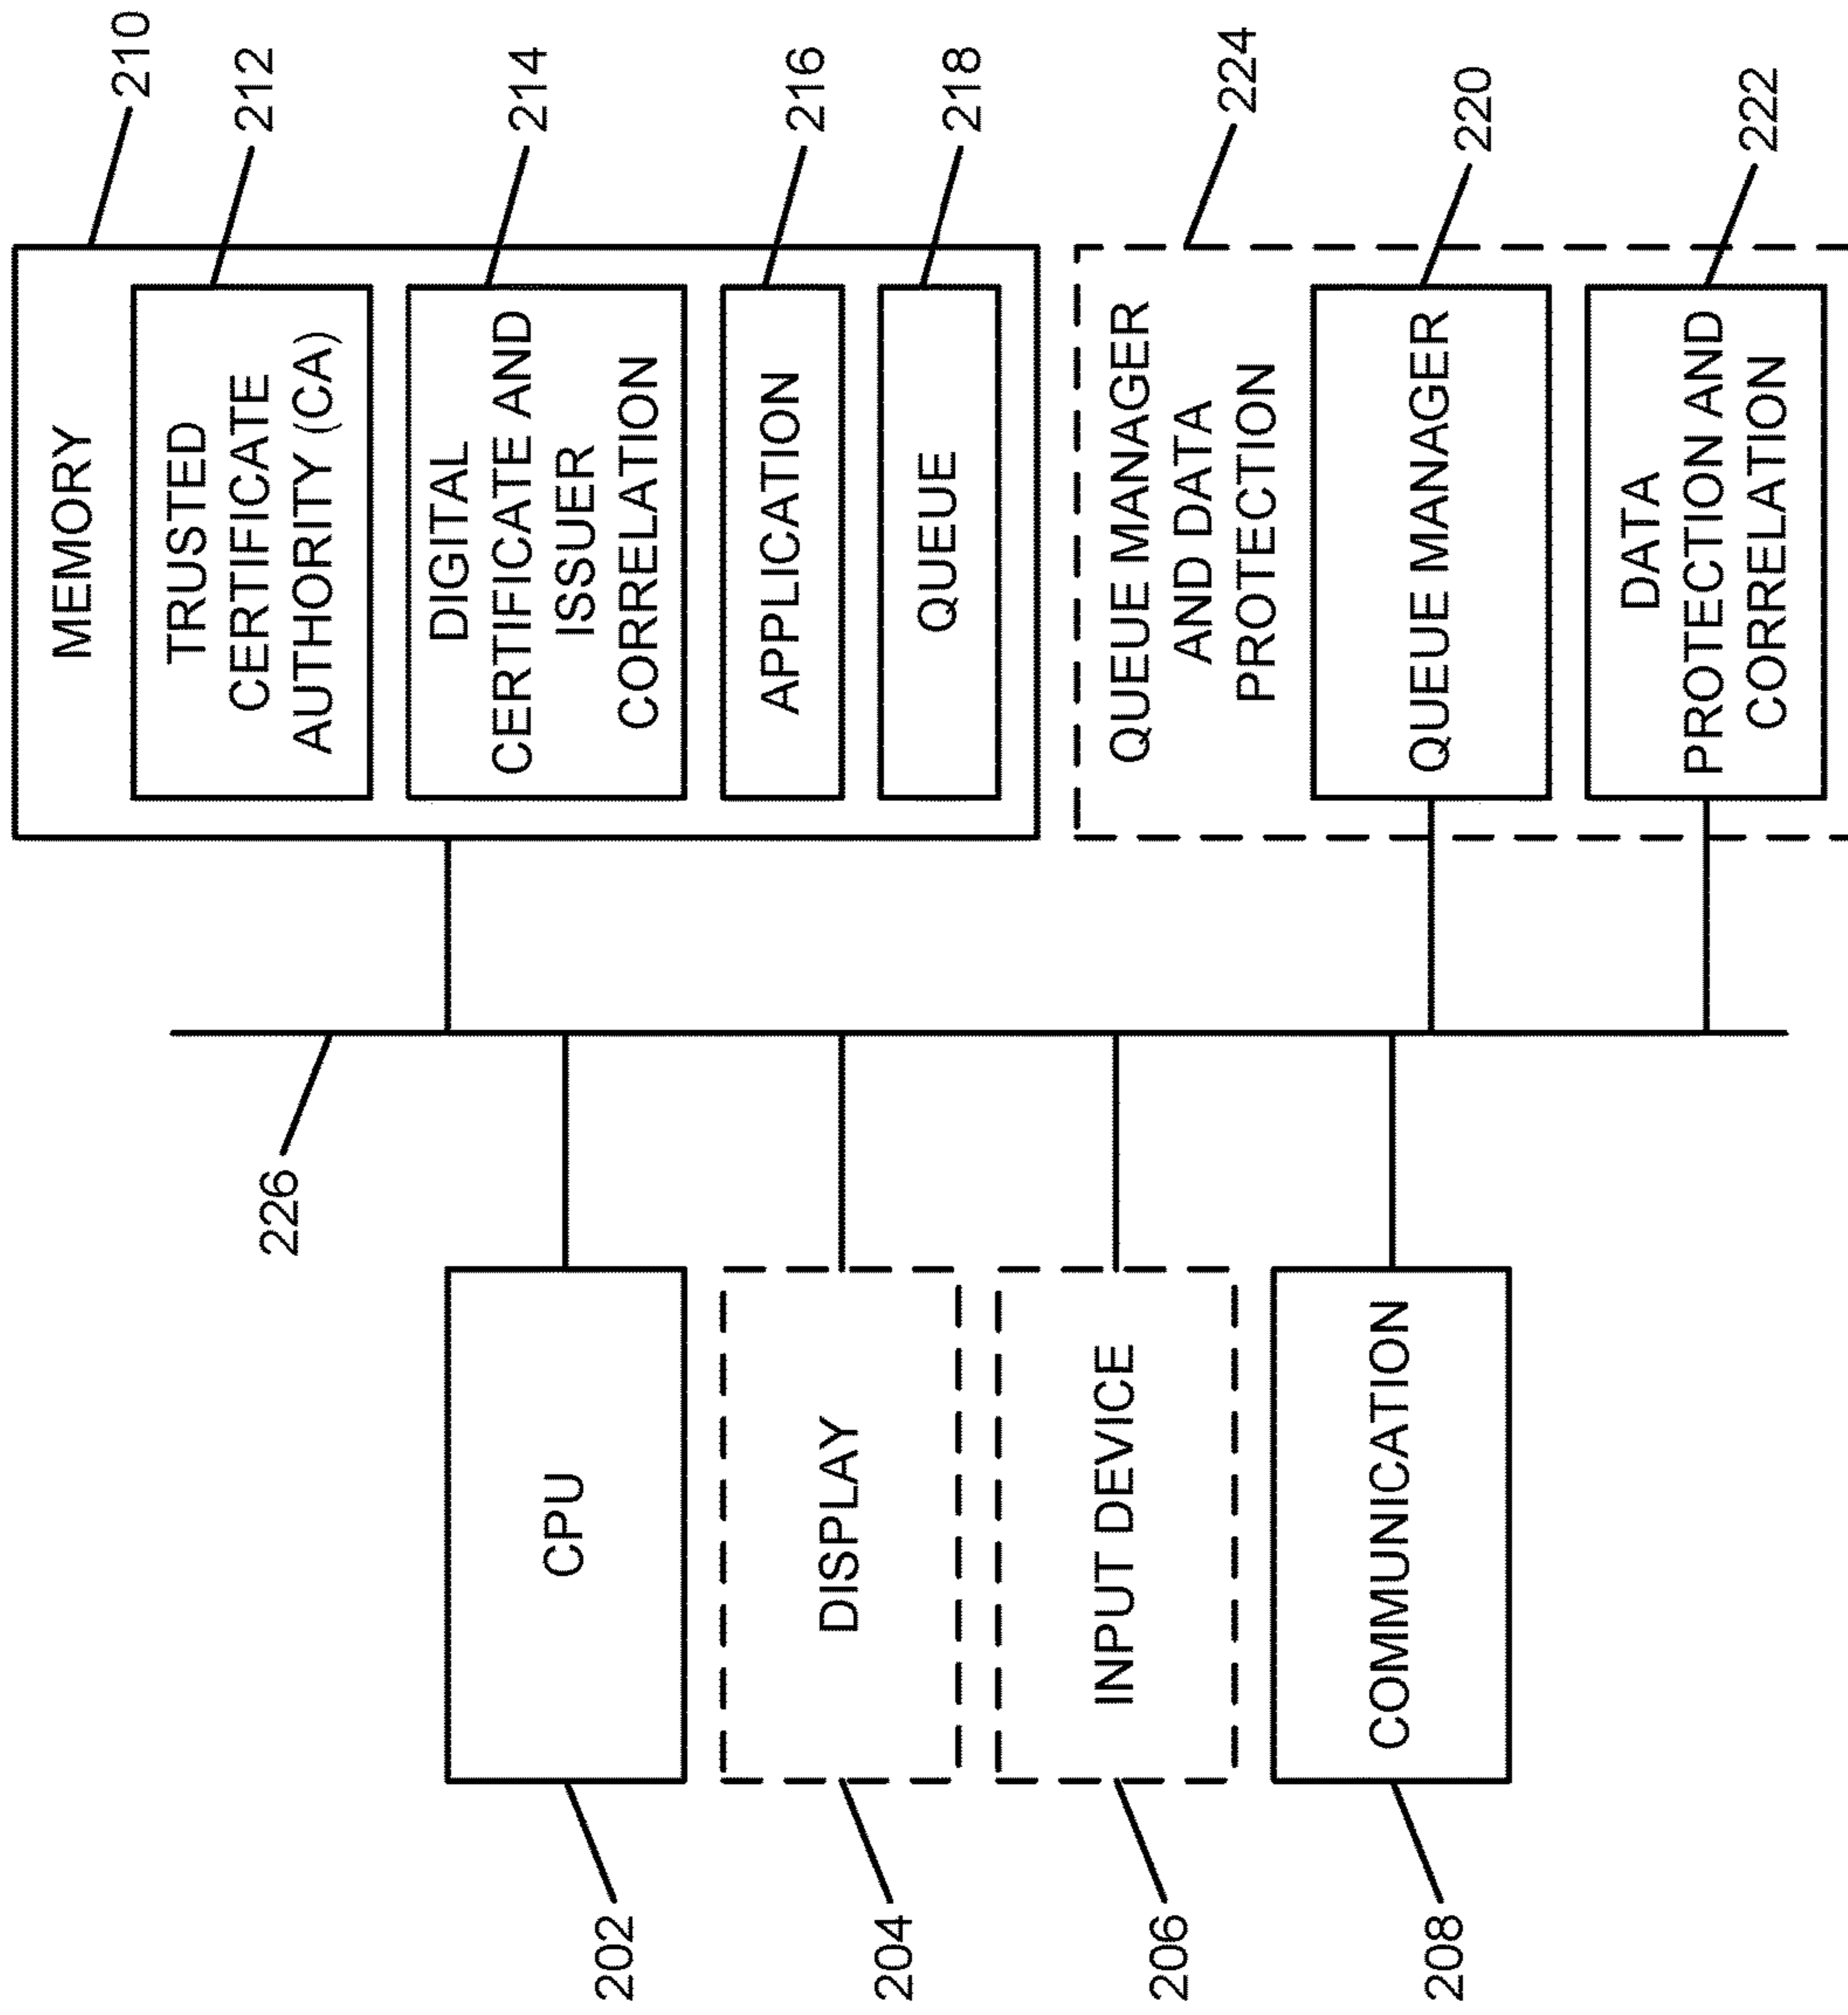 202
CPU
204
DISPLAY
206
INPUT DEVICE
208
COMMUNICATION
226
210
MEMORY
212
TRUSTED
CERTIFICATE
AUTHORITY (CA)
214
DIGITAL
CERTIFICATE AND
ISSUER
CORRELATION
216
APPLICATION
218
QUEUE
224
QUEUE MANAGER
AND DATA
PROTECTION
220
QUEUE MANAGER
222
DATA
PROTECTION AND
CORRELATION